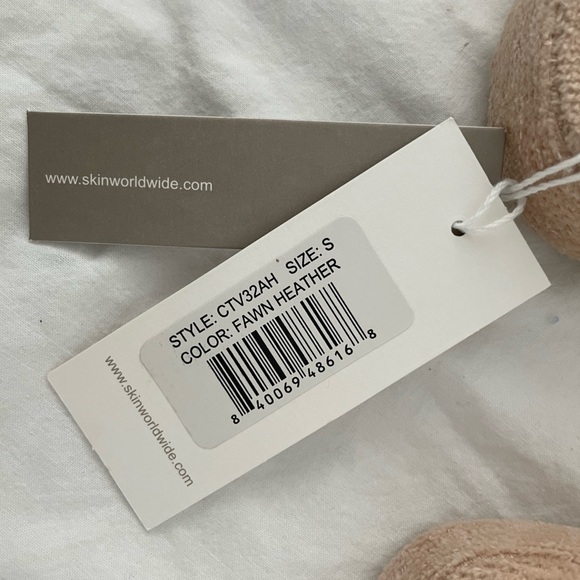 www.skinworldwide.com
STYLE: CTV32AH SIZE: S
COLOR: FAWN HEATHER
8 40069 48616 8
www.skinworldwide.com